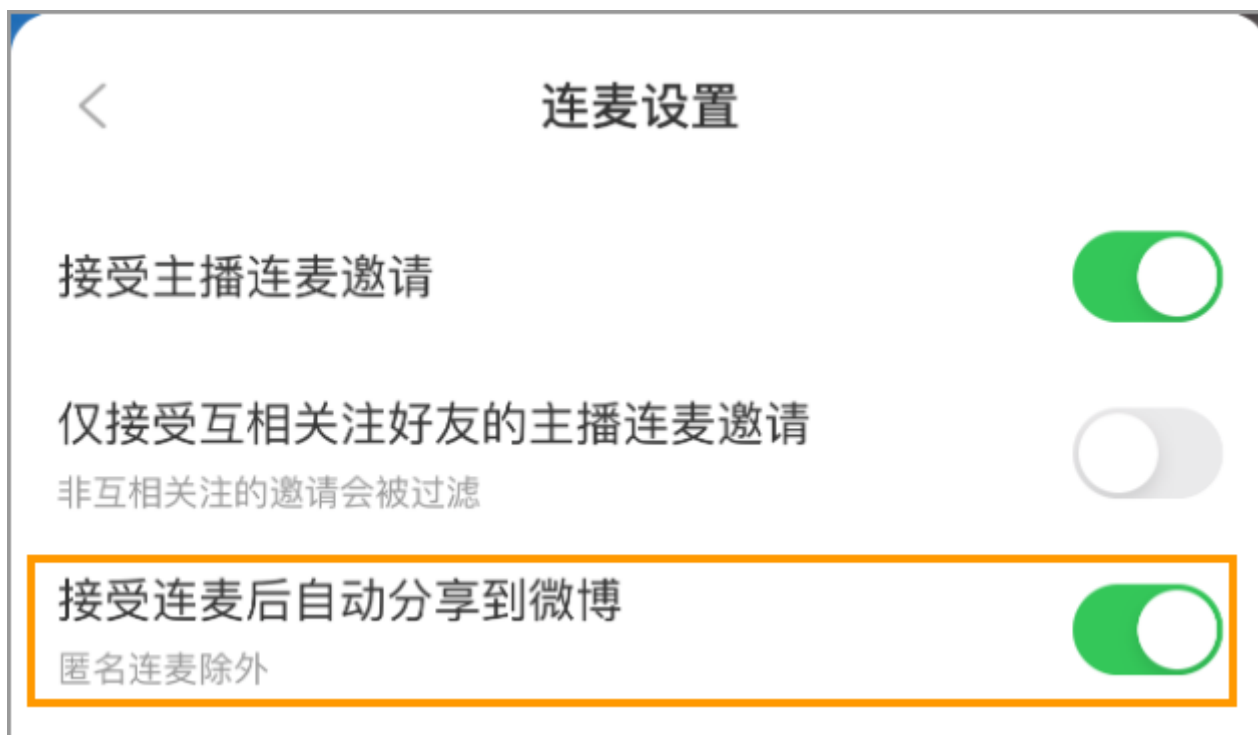 连麦设置
接受主播连麦邀请
仅接受互相关注好友的主播连麦邀请
非互相关注的邀请会被过滤
接受连麦后自动分享到微博
匿名连麦除外